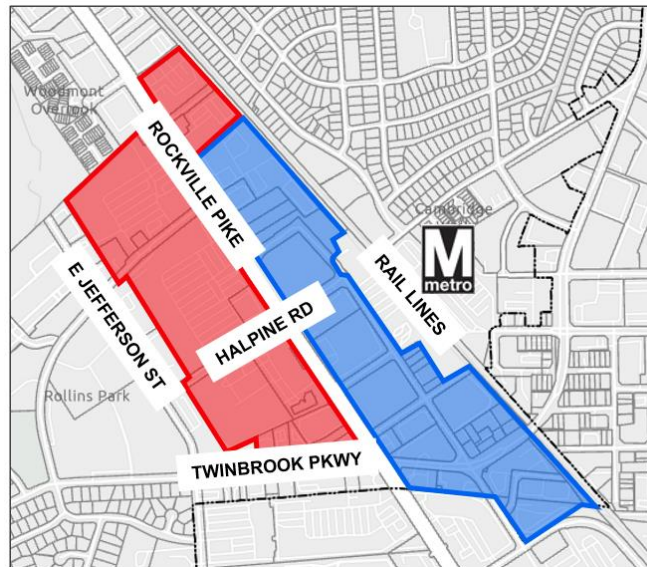 Woodmont
Overlook
ROCKVILLE PIKE
Cambridge
M
metro
RAIL LINES
HALPINE RD
E JEFFERSON ST
Rollins Park
TWINBROOK PKWY